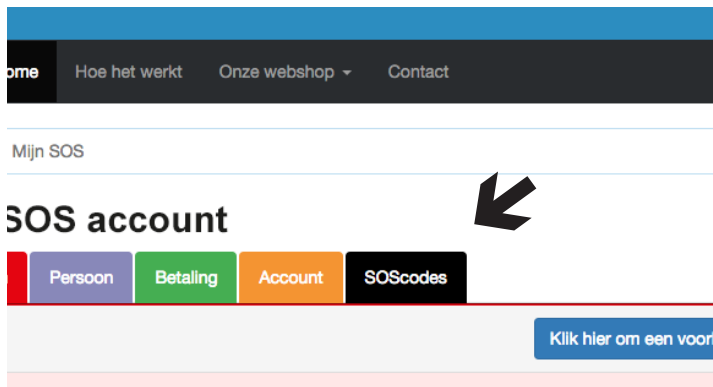 ome Hoe het werkt Onze webshop Contact
Mijn SOS
SOS account
Persoon Betaling Account SOScodes
Klik hier om een voor